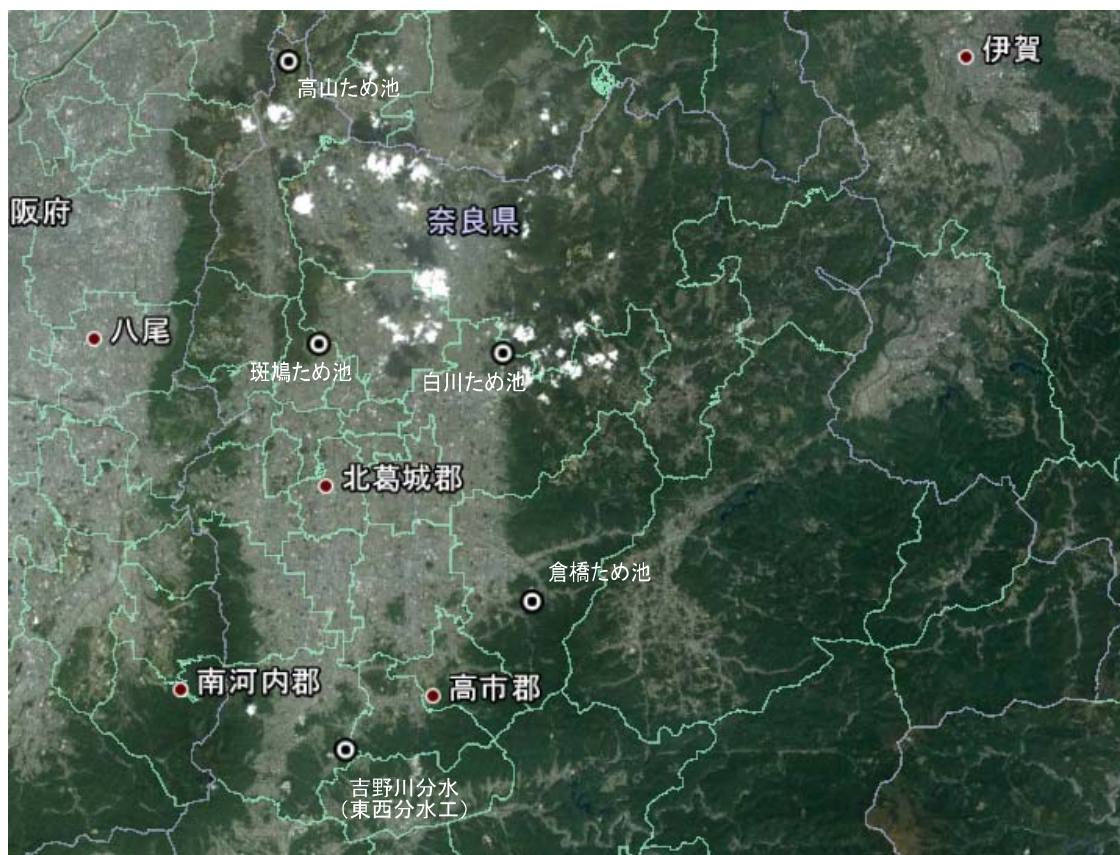 伊賀
高山ため池
阪府
奈良県
八尾
斑鳩ため池
白川ため池
北葛城郡
倉橋ため池
南河内郡
高市郡
吉野川分水
（東西分水工）